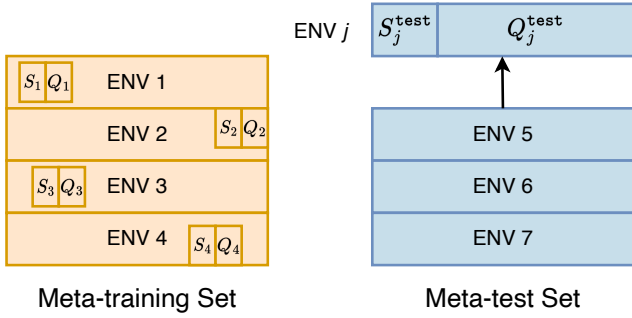 ENV j S_j^test Q_j^test
S_1 Q_1 ENV 1
ENV 2 S_2 Q_2
S_3 Q_3 ENV 3
ENV 4 S_4 Q_4
Meta-training Set
ENV 5
ENV 6
ENV 7
Meta-test Set